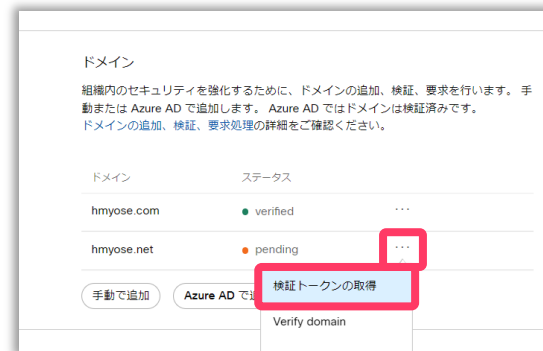 ドメイン
組織内のセキュリティを強化するために、ドメインの追加、検証、要求を行います。 手
動または Azure AD で追加します。 Azure AD ではドメインは検証済みです。
ドメインの追加、検証、要求処理の詳細をご確認ください。
ドメイン ステータス
hmyose.com verified ...
hmyose.net pending ...
検証トークンの取得
手動で追加 Azure AD で
Verify domain